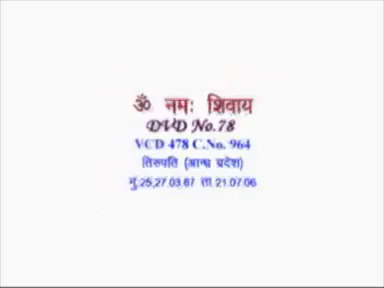 ॐ नमः शिवाय
DVD No.78
VCD 478 C.No. 964
तिरुपति (आन्ध्र प्रदेश)
मु.25,27.03.67 ता.21.07.06